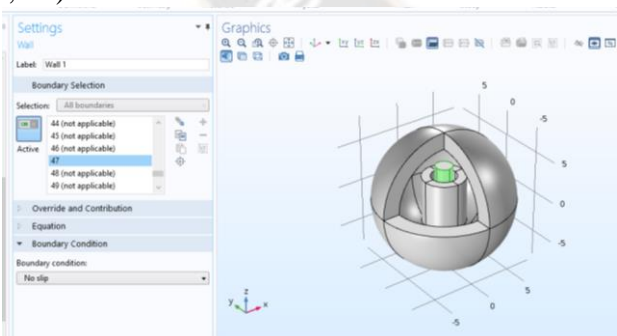 Settings
Wall
Label: Wall 1
Boundary Selection
Selection: All boundaries
Active
44 (not applicable)
45 (not applicable)
46 (not applicable)
47
48 (not applicable)
49 (not applicable)
Override and Contribution
Equation
Boundary Condition
Boundary condition:
No slip
Graphics
5
0
-5
5
0
-5
5
0
-5
z
y
x